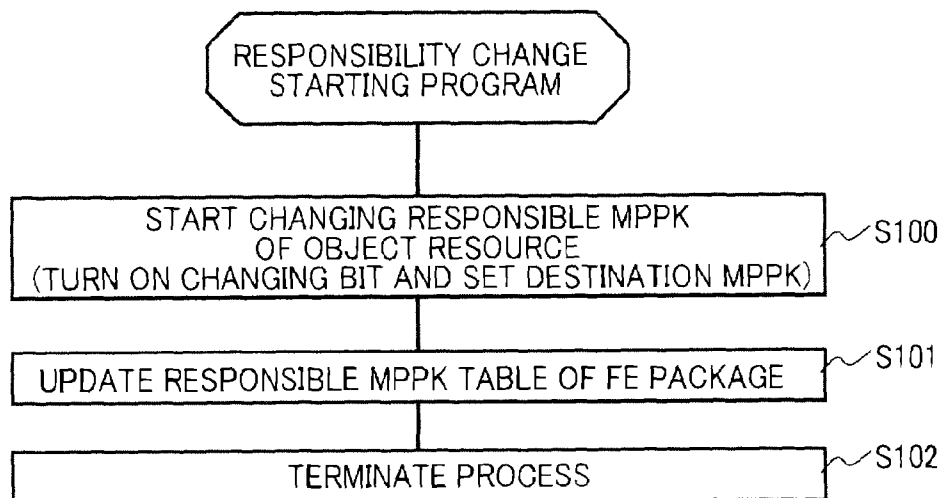 RESPONSIBILITY CHANGE
STARTING PROGRAM
START CHANGING RESPONSIBLE MPPK
OF OBJECT RESOURCE
(TURN ON CHANGING BIT AND SET DESTINATION MPPK)
S100
UPDATE RESPONSIBLE MPPK TABLE OF FE PACKAGE
S101
TERMINATE PROCESS
S102